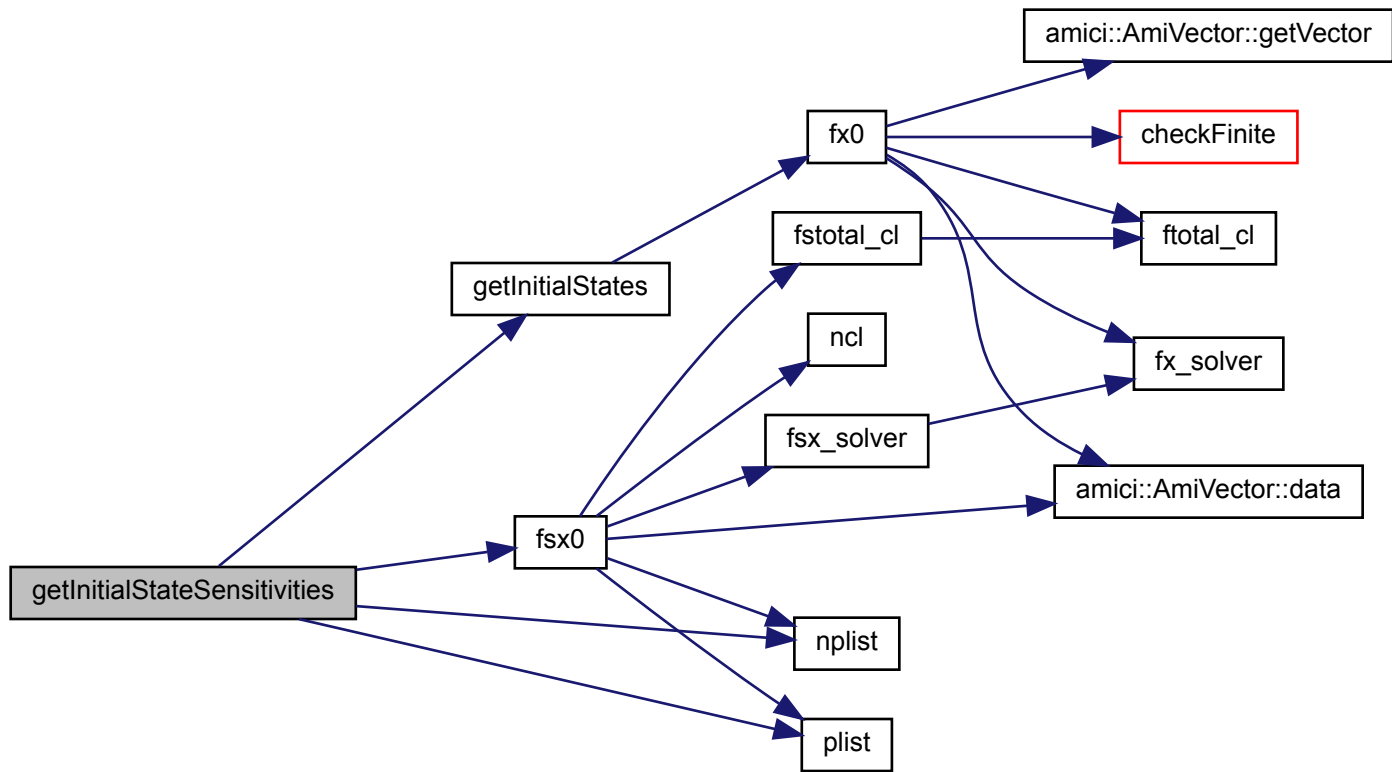 amici::AmiVector::getVector
fx0
checkFinite
fstotal_cl
ftotal_cl
getInitialStates
ncl
fx_solver
fsx_solver
amici::AmiVector::data
fsx0
getInitialStateSensitivities
nplist
plist